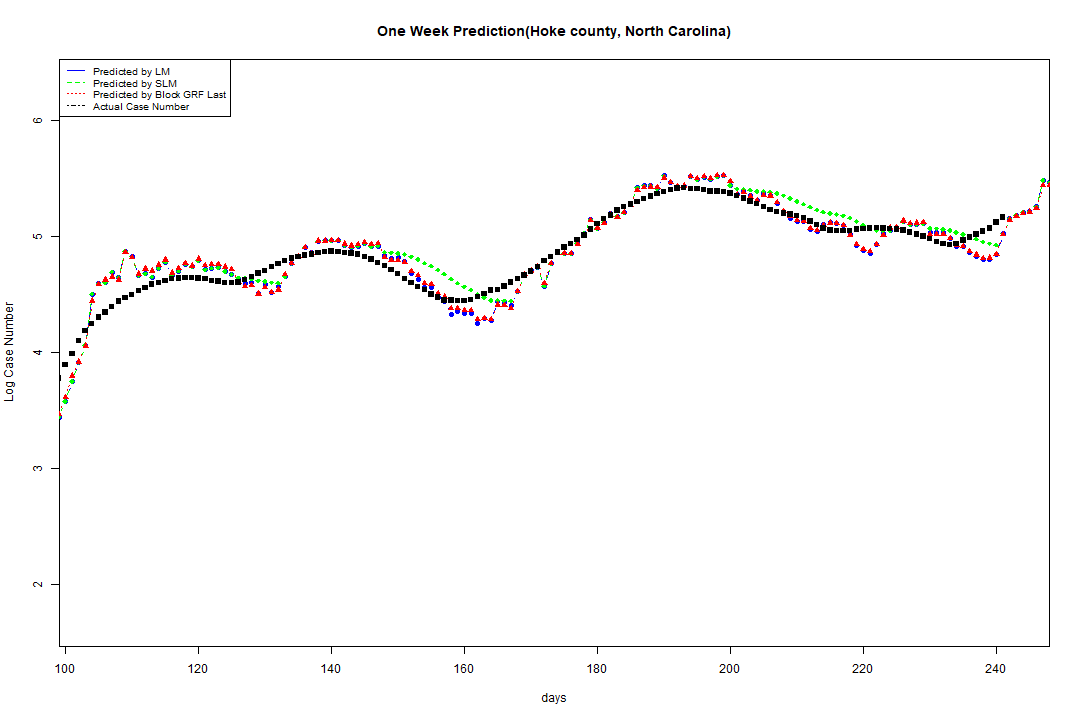 One Week Prediction(Hoke county, North Carolina)
Predicted by LM
Predicted by SLM
Predicted by Block GRF Last
Actual Case Number
6
5
4
3
2
Log Case Number
100 120 140 160 180 200 220 240
days